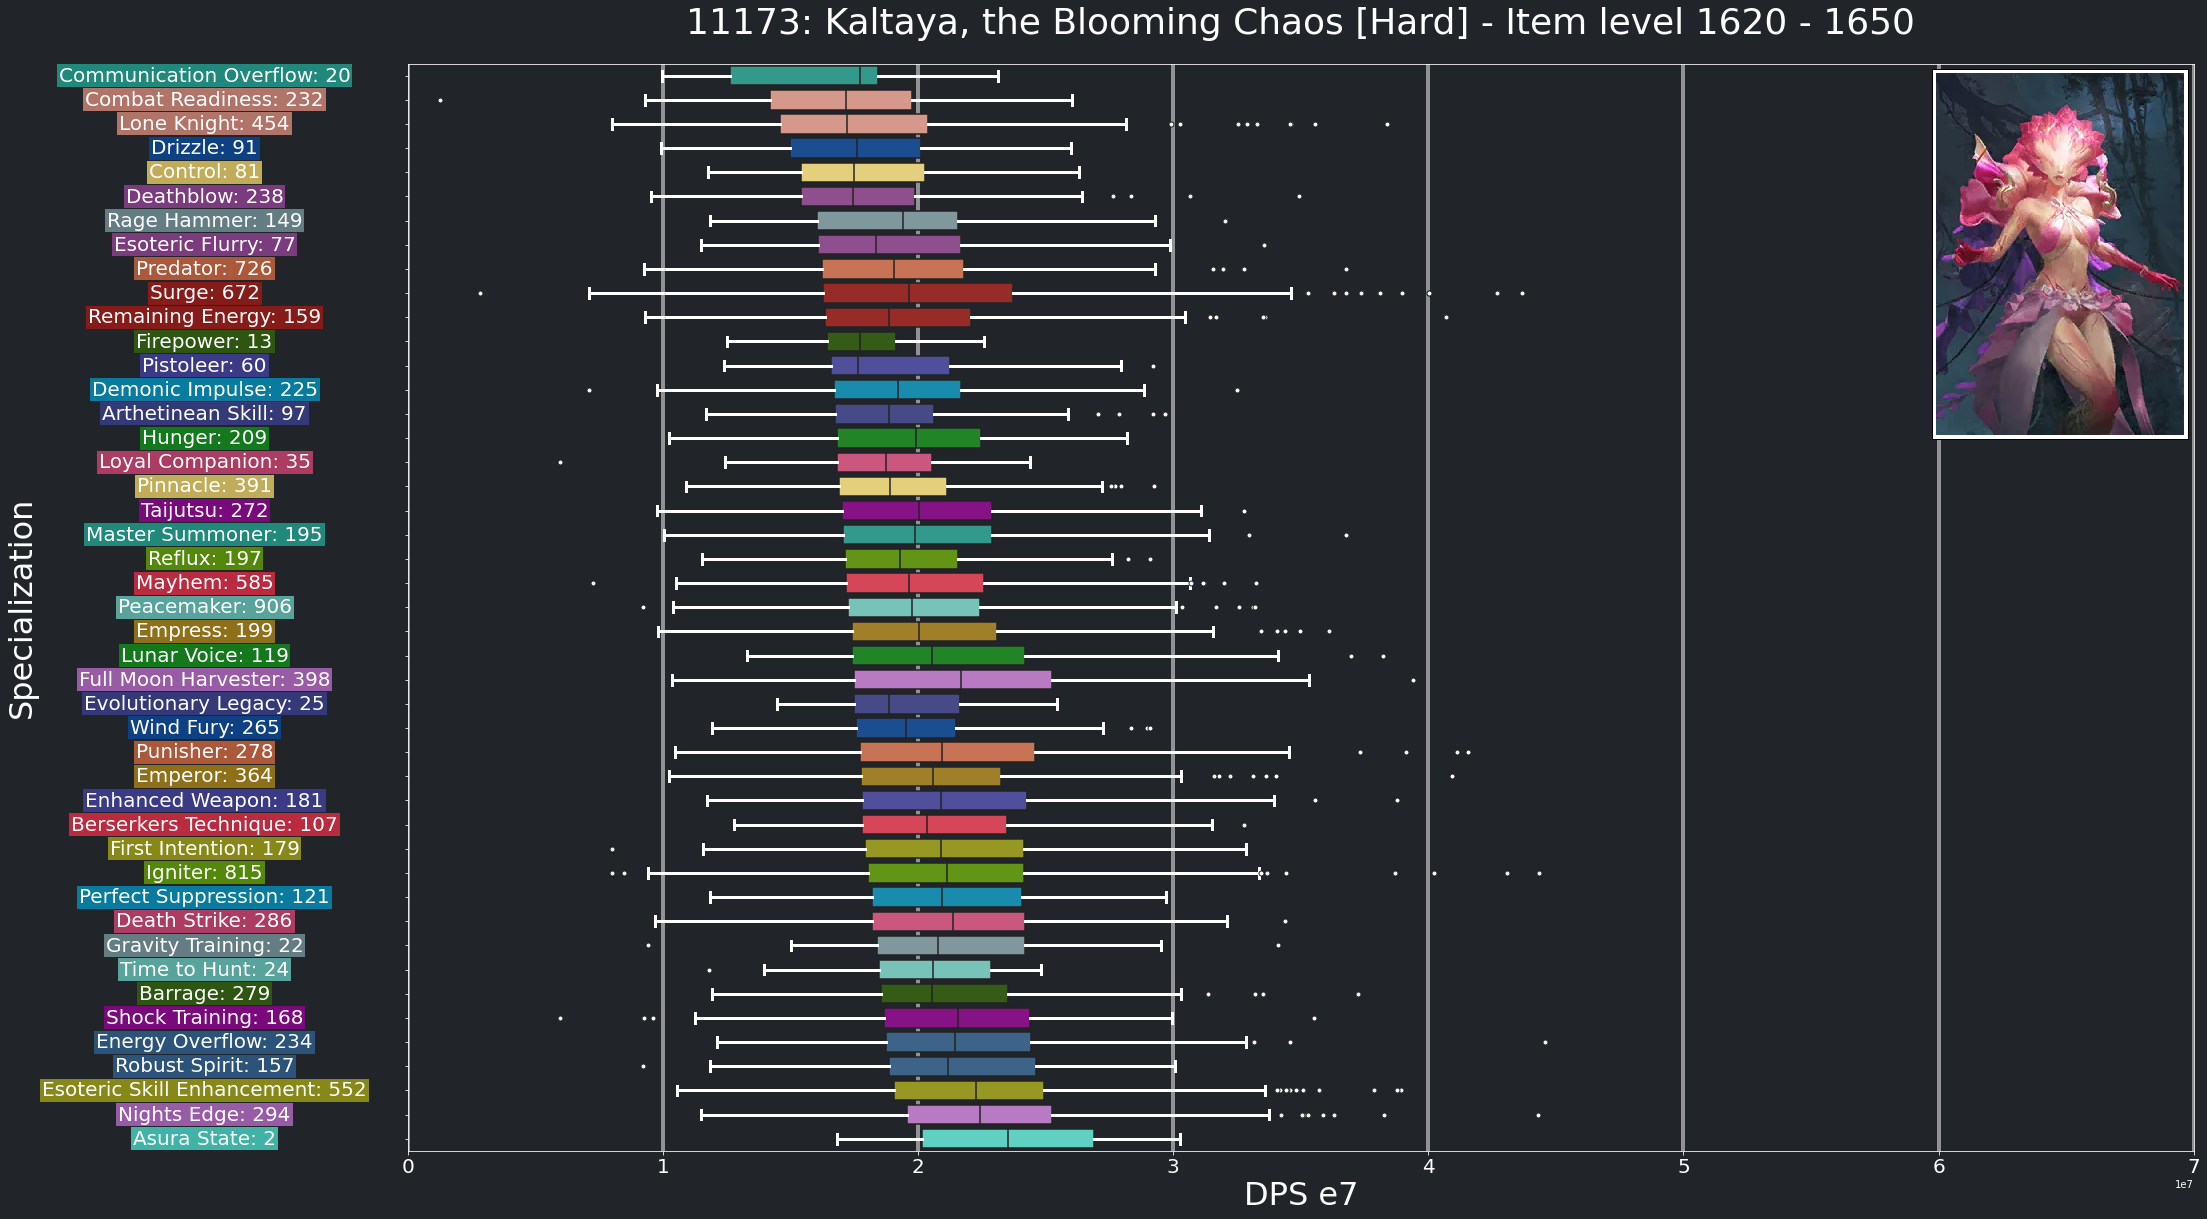 11173: Kaltaya, the Blooming Chaos [Hard] - Item level 1620 - 1650
Communication Overflow: 20
Combat Readiness: 232
Lone Knight: 454
Drizzle: 91
Control: 81
Deathblow: 238
Rage Hammer: 149
Esoteric Flurry: 77
Predator: 726
Surge: 672
Remaining Energy: 159
Firepower: 13
Pistoleer: 60
Demonic Impulse: 225
Arthetinean Skill: 97
Hunger: 209
Loyal Companion: 35
Pinnacle: 391
Taijutsu: 272
Master Summoner: 195
Reflux: 197
Mayhem: 585
Peacemaker: 906
Empress: 199
Lunar Voice: 119
Full Moon Harvester: 398
Evolutionary Legacy: 25
Wind Fury: 265
Punisher: 278
Emperor: 364
Enhanced Weapon: 181
Berserkers Technique: 107
First Intention: 179
Igniter: 815
Perfect Suppression: 121
Death Strike: 286
Gravity Training: 22
Time to Hunt: 24
Barrage: 279
Shock Training: 168
Energy Overflow: 234
Robust Spirit: 157
Esoteric Skill Enhancement: 552
Nights Edge: 294
Asura State: 2
Specialization
0 1 2 3 4 5 6 7
DPS e7
1e7